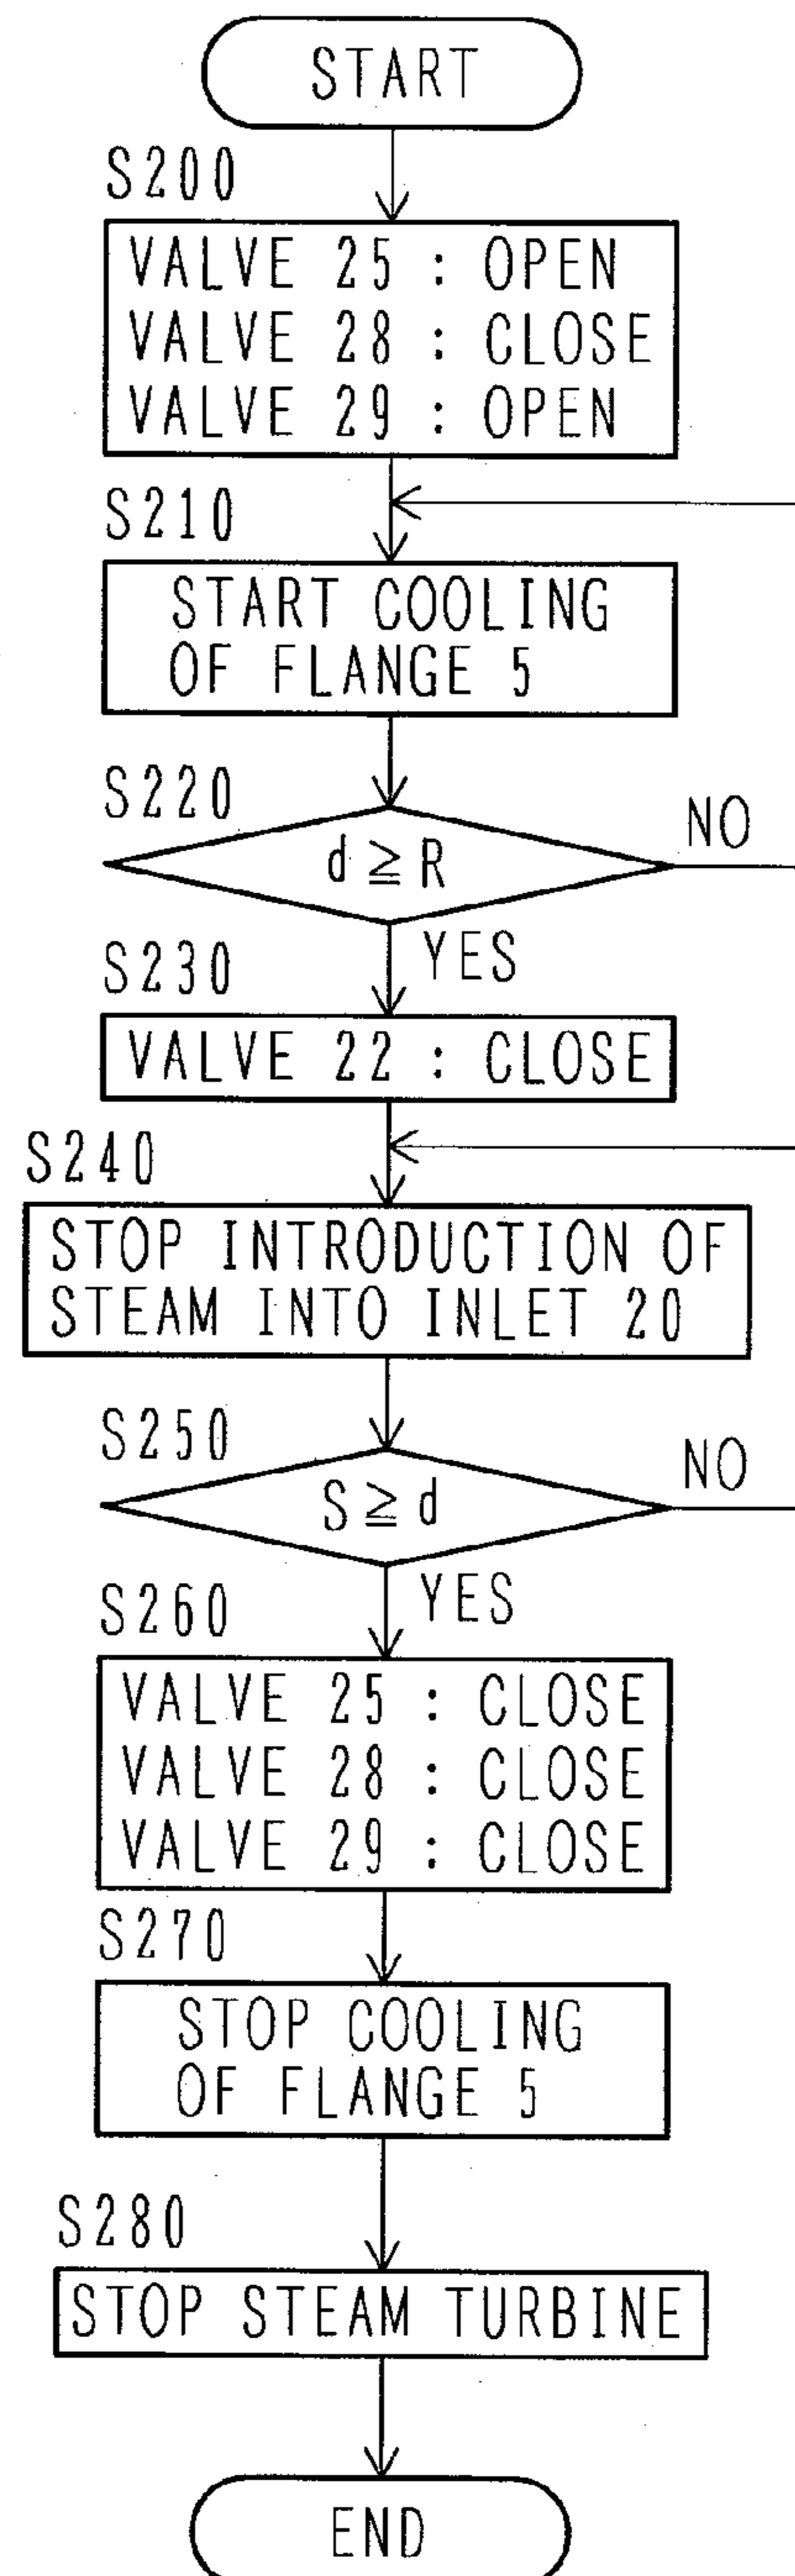 START
S200
VALVE 25 : OPEN
VALVE 28 : CLOSE
VALVE 29 : OPEN
S210
START COOLING
OF FLANGE 5
S220
d ≧ R
NO
YES
S230
VALVE 22 : CLOSE
S240
STOP INTRODUCTION OF
STEAM INTO INLET 20
S250
S ≧ d
NO
YES
S260
VALVE 25 : CLOSE
VALVE 28 : CLOSE
VALVE 29 : CLOSE
S270
STOP COOLING
OF FLANGE 5
S280
STOP STEAM TURBINE
END